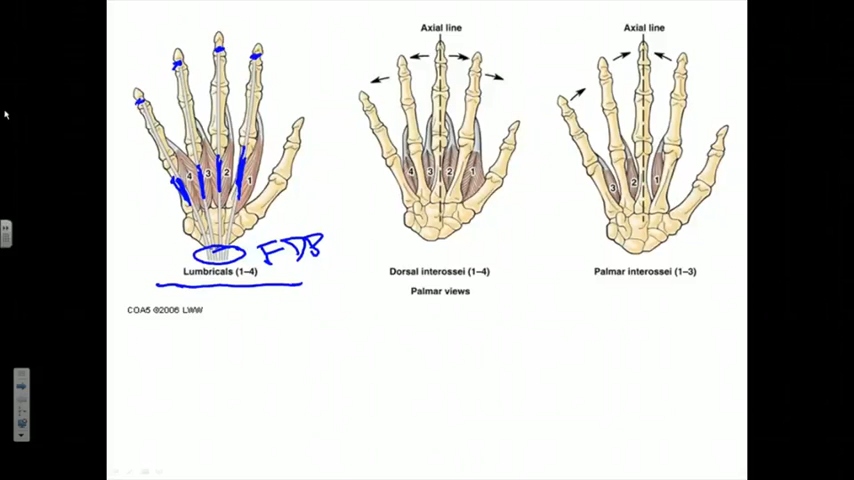 Axial line
Axial line
4 3 2 1
4 3 2 1
3 2 1
FDP
Lumbricals (1–4)
Dorsal interossei (1–4)
Palmar interossei (1–3)
Palmar views
COA5 ©2006 LWW